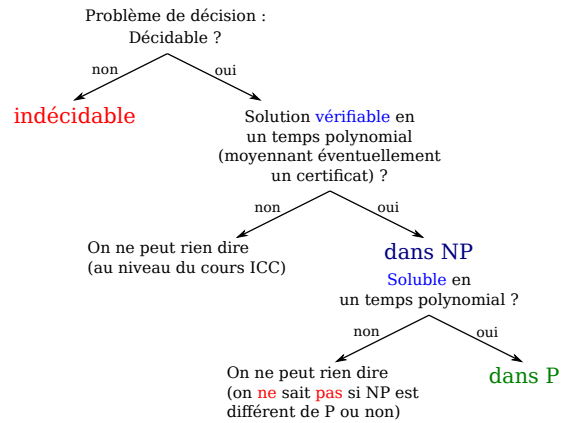 Problème de décision :
Décidable ?
non
oui
indécidable
Solution vérifiable en
un temps polynomial
(moyennant éventuellement
un certificat) ?
non
oui
On ne peut rien dire
(au niveau du cours ICC)
dans NP
Soluble en
un temps polynomial ?
non
oui
On ne peut rien dire
(on ne sait pas si NP est
différent de P ou non)
dans P